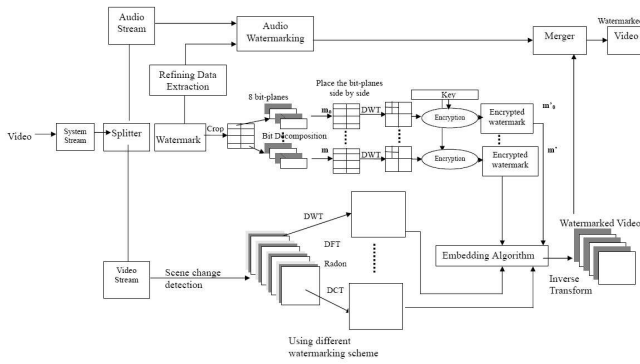 Audio
Stream
Audio
Watermarking
Merger
Watermarked
Video
Refining Data
Extraction
8 bit-planes
Place the bit-planes
side by side
Key
Video
System
Stream
Splitter
Watermark
Crop
Bit Decomposition
m₀
DWT
Encryption
Encrypted
watermark
m'₀
m
DWT
Encryption
Encrypted
watermark
m'
Video
Stream
Scene change
detection
DWT
DFT
Radon
DCT
Embedding Algorithm
Watermarked Video
Inverse
Transform
Using different
watermarking scheme